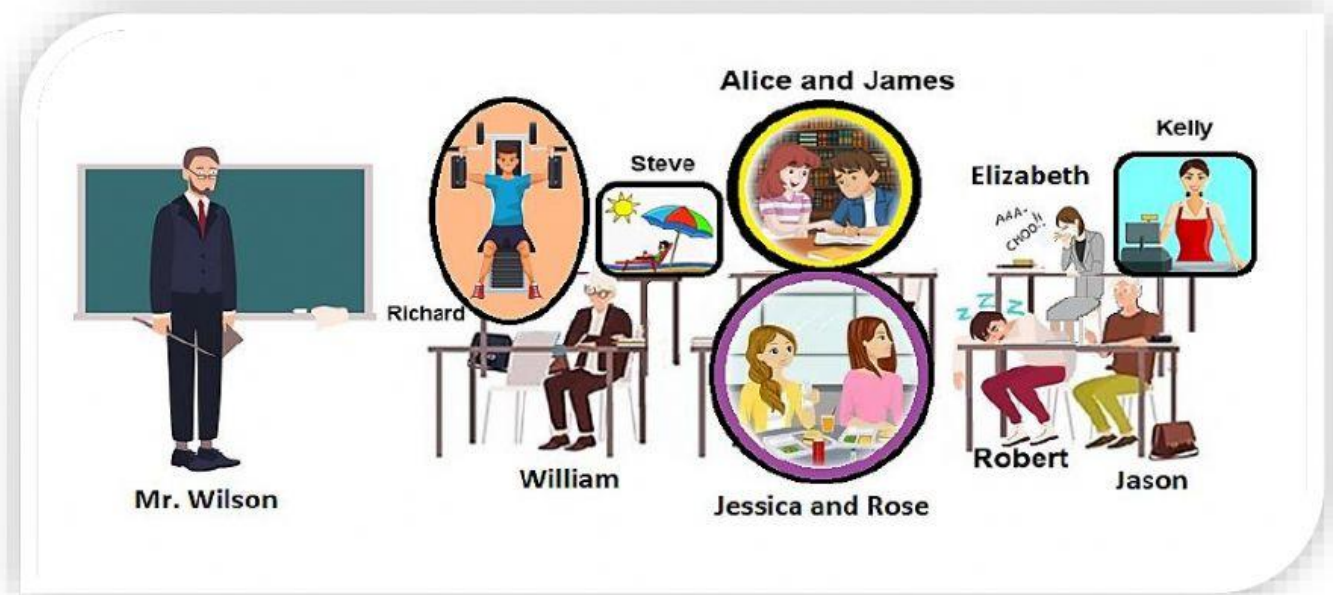 Alice and James
Kelly
Steve
Elizabeth
AAA-
CHOO!!
Richard
Z Z Z
Robert
William
Jason
Mr. Wilson
Jessica and Rose